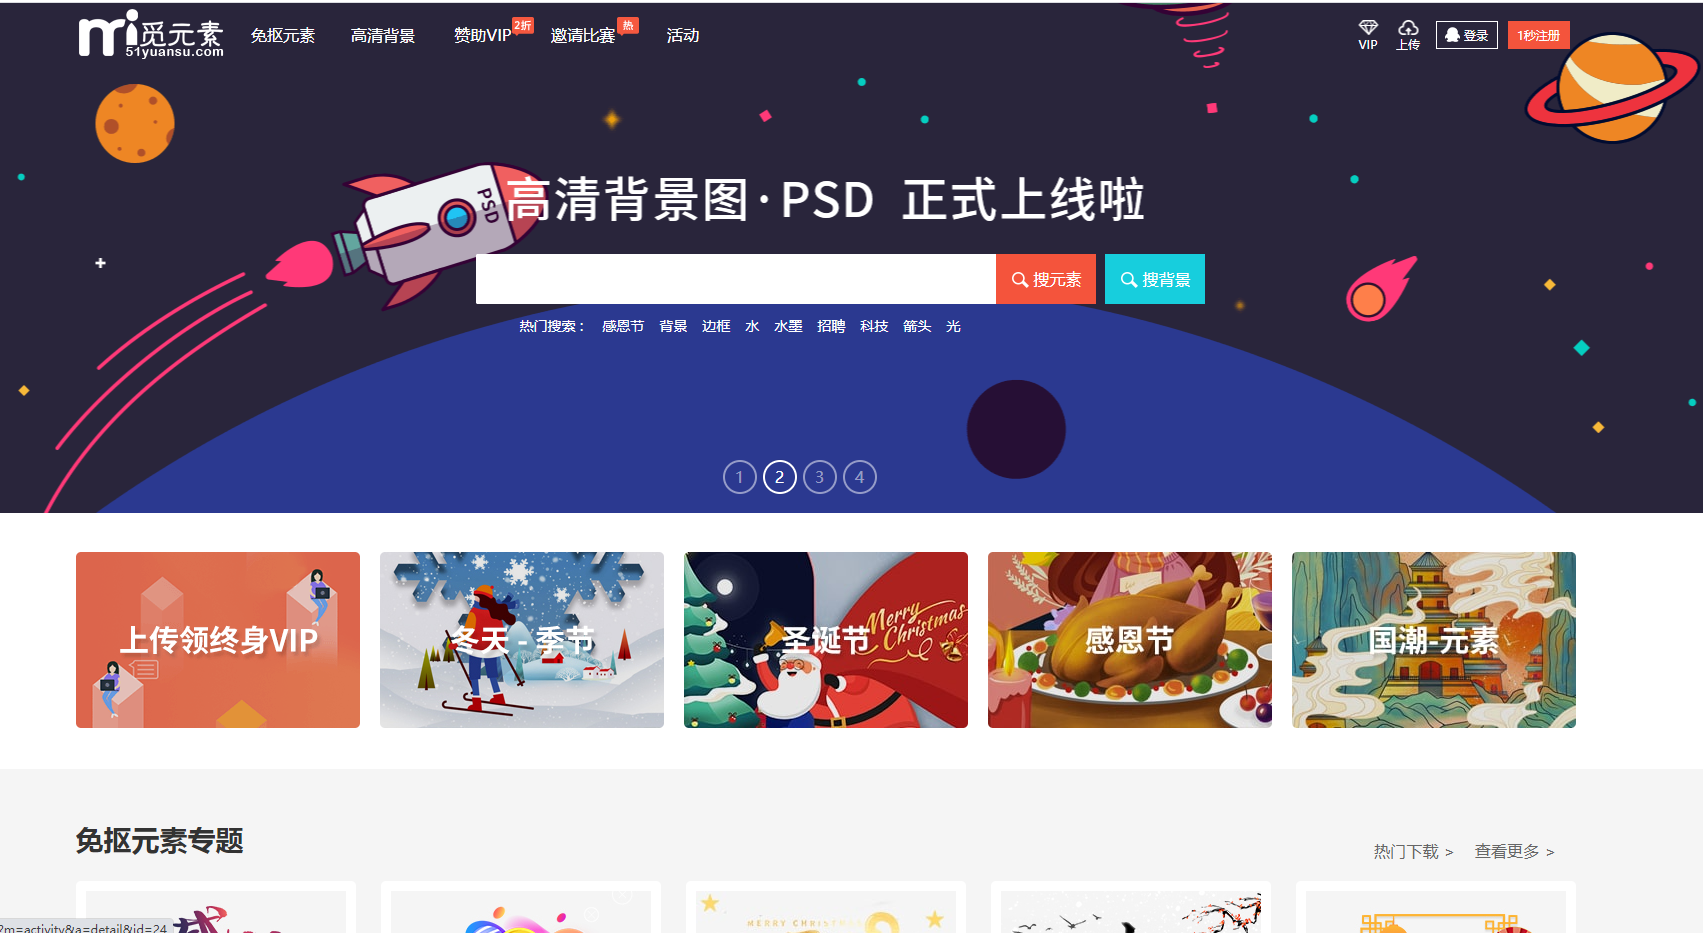 mi觅元素
51yuansu.com
免抠元素 高清背景 赞助VIP 2折 邀请比赛 热 活动
VIP 上传 登录 1秒注册
PSD
高清背景图·PSD 正式上线啦
搜元素 搜背景
热门搜索： 感恩节 背景 边框 水 水墨 招聘 科技 箭头 光
1 2 3 4
上传领终身VIP
冬天 - 季节
Merry Christmas
圣诞节
感恩节
国潮-元素
免抠元素专题
热门下载 > 查看更多 >
MERRY CHRISTMAS
?m=activity&a=detail&id=24